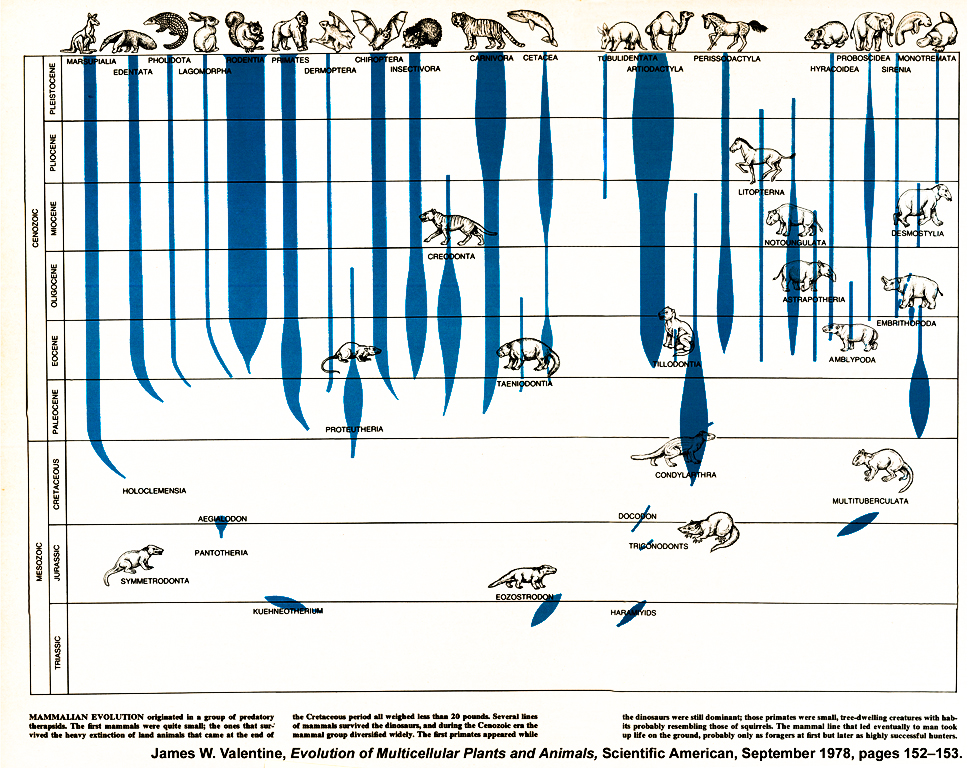 MARSUPIALIA
EDENTATA
PHOLIDOTA
LAGOMORPHA
RODENTIA
PRIMATES
DERMOPTERA
CHIROPTERA
INSECTIVORA
CARNIVORA
CETACEA
TUBULIDENTATA
ARTIODACTYLA
PERISSODACTYLA
HYRACOIDEA
PROBOSCIDEA
SIRENIA
MONOTREMATA
CENOZOIC
PLEISTOCENE
PLIOCENE
MIOCENE
OLIGOCENE
EOCENE
PALEOCENE
MESOZOIC
CRETACEOUS
JURASSIC
TRIASSIC
LITOPTERNA
CREODONTA
NOTOUNGULATA
DESMOSTYLIA
ASTRAPOTHERIA
EMBRITHOPODA
AMBLYPODA
TILLODONTIA
TAENIODONTIA
PROTEUTHERIA
CONDYLARTHRA
HOLOCLEMENSIA
MULTITUBERCULATA
AEGIALODON
DOCODON
PANTOTHERIA
TRICONODONTS
SYMMETRODONTA
EOZOSTRODON
KUEHNEOTHERIUM
HARAMIYIDS
MAMMALIAN EVOLUTION originated in a group of predatory
therapsids. The first mammals were quite small; the ones that sur-
vived the heavy extinction of land animals that came at the end of
the Cretaceous period all weighed less than 20 pounds. Several lines
of mammals survived the dinosaurs, and during the Cenozoic era the
mammal group diversified widely. The first primates appeared while
the dinosaurs were still dominant; those primates were small, tree-dwelling creatures with hab-
its probably resembling those of squirrels. The mammal line that led eventually to man took
up life on the ground, probably only as foragers at first but later as highly successful hunters.
James W. Valentine, Evolution of Multicellular Plants and Animals, Scientific American, September 1978, pages 152–153.